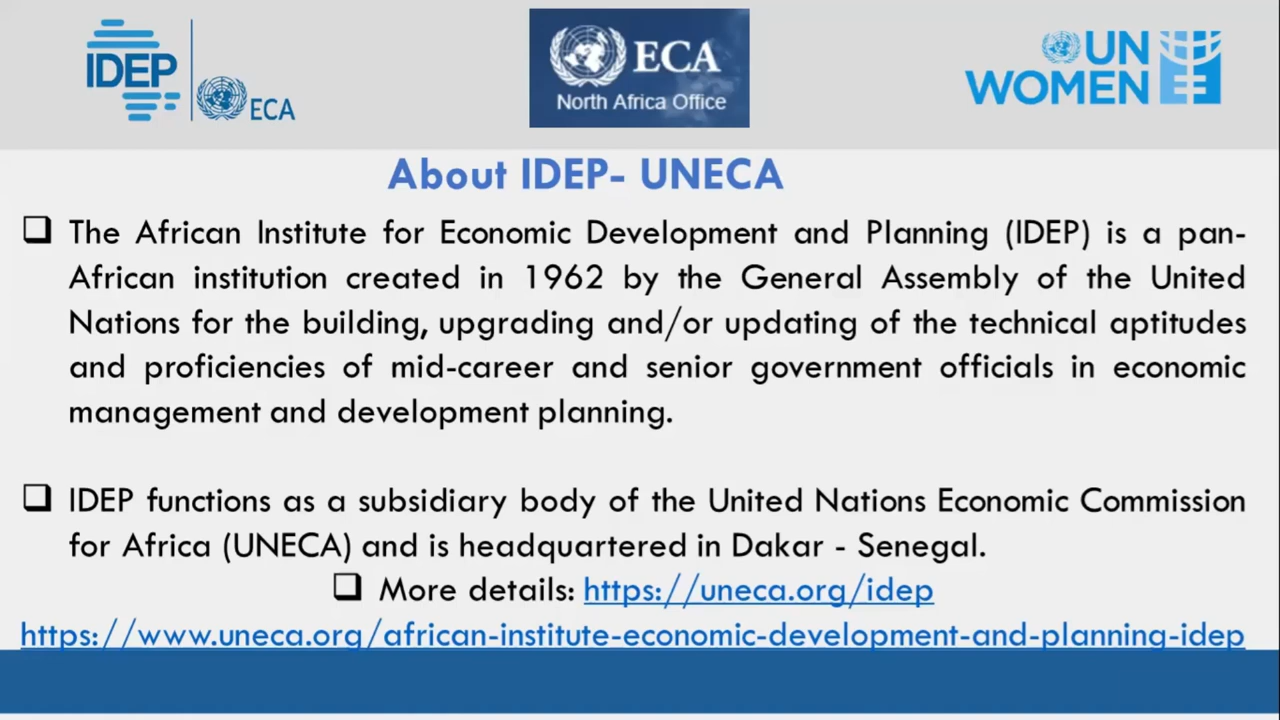 IDEP
ECA
ECA
North Africa Office
UN
WOMEN
About IDEP- UNECA
❑ The African Institute for Economic Development and Planning (IDEP) is a pan-
African institution created in 1962 by the General Assembly of the United
Nations for the building, upgrading and/or updating of the technical aptitudes
and proficiencies of mid-career and senior government officials in economic
management and development planning.
❑ IDEP functions as a subsidiary body of the United Nations Economic Commission
for Africa (UNECA) and is headquartered in Dakar - Senegal.
❑ More details: https://uneca.org/idep
https://www.uneca.org/african-institute-economic-development-and-planning-idep